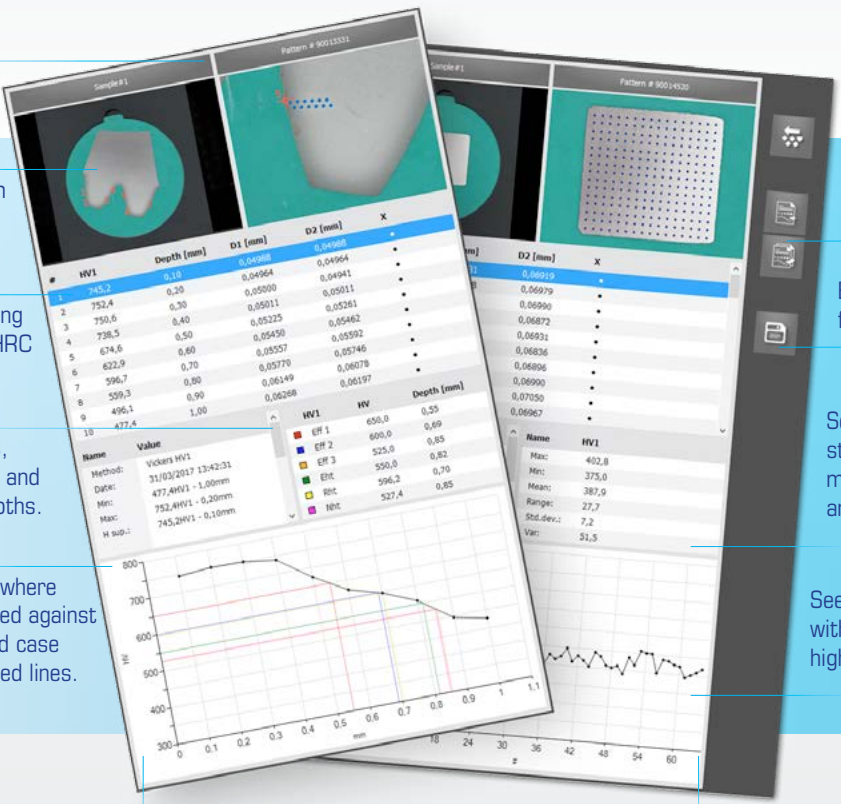 Sample#1
Pattern # 90013331
# HV1 Depth [mm] D1 [mm] D2 [mm] X
1 745,2 0,10 0,04988 0,04988 •
2 752,4 0,20 0,04964 0,04964 •
3 750,6 0,30 0,05000 0,04941 •
4 738,5 0,40 0,05011 0,05011 •
5 674,6 0,50 0,05225 0,05261 •
6 622,9 0,60 0,05450 0,05462 •
7 596,7 0,70 0,05557 0,05592 •
8 559,3 0,80 0,05770 0,05746 •
9 496,1 0,90 0,06149 0,06078 •
10 477,4 1,00 0,06268 0,06197 •
Name Value
Method: Vickers HV1
Date: 31/03/2017 13:42:31
Min: 477,4HV1 - 1,00mm
Max: 752,4HV1 - 0,20mm
H sup.: 745,2HV1 - 0,10mm
HV1 HV Depth [mm]
Eff 1 650,0 0,55
Eff 2 600,0 0,69
Eff 3 525,0 0,85
Eht 550,0 0,82
Rht 596,2 0,70
Nht 527,4 0,85
HV
800
700
600
500
400
300
0 0,1 0,2 0,3 0,4 0,5 0,6 0,7 0,8 0,9 1 1,1
mm
Sample#1
Pattern # 90014520
mm] D2 [mm] X
31 0,06919 •
0,06979 •
0,06990 •
0,06872 •
0,06931 •
0,06836 •
0,06896 •
0,06990 •
0,07050 •
0,06967 •
Name HV1
Max: 402,8
Min: 375,0
Mean: 387,9
Range: 27,7
Std.dev.: 7,2
Var: 51,5
18 24 30 36 42 48 54 60
#
ing
HRC
and
where
ed against
d case
ed lines.
See
with
high